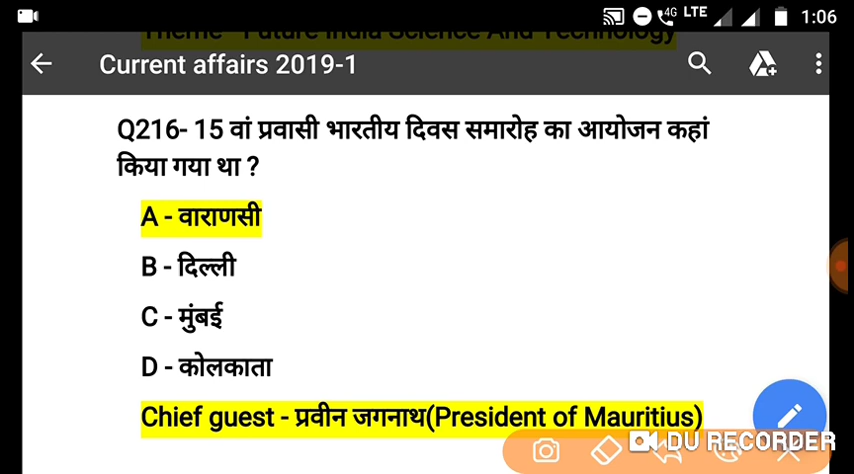 4G LTE 1:06
Theme - Future India Science And Technology
Current affairs 2019-1
Q216- 15 वां प्रवासी भारतीय दिवस समारोह का आयोजन कहां
किया गया था ?
A - वाराणसी
B - दिल्ली
C - मुंबई
D - कोलकाता
Chief guest - प्रवीन जगनाथ(President of Mauritius)
DU RECORDER